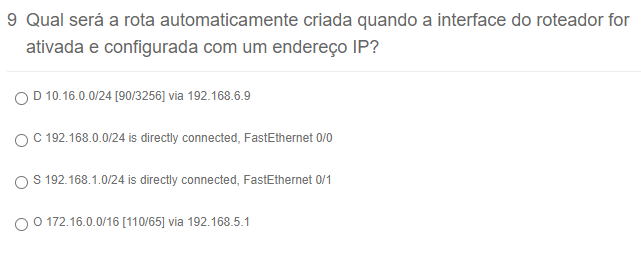 9 Qual será a rota automaticamente criada quando a interface do roteador for
ativada e configurada com um endereço IP?
D 10.16.0.0/24 [90/3256] via 192.168.6.9
C 192.168.0.0/24 is directly connected, FastEthernet 0/0
S 192.168.1.0/24 is directly connected, FastEthernet 0/1
O 172.16.0.0/16 [110/65] via 192.168.5.1